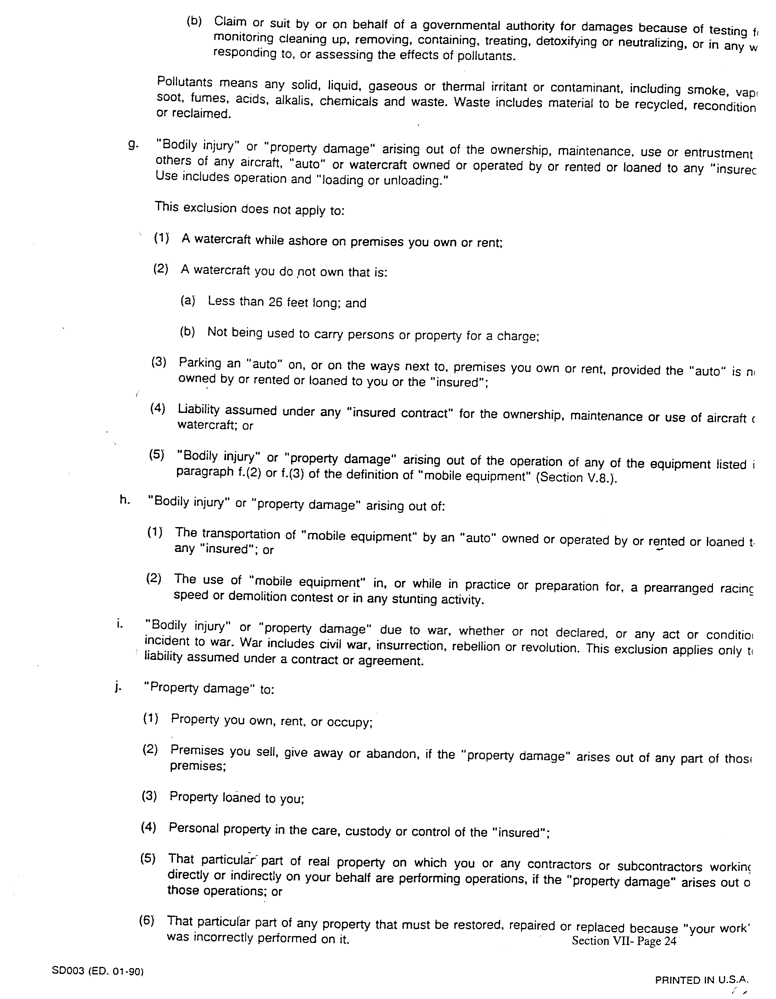 (b) Claim or suit by or on behalf of a governmental authority for damages because of testing
monitoring cleaning up, removing, containing, treating, detoxifying or neutralizing, or in any
responding to, or assessing the effects of pollutants.
Pollutants means any solid, liquid, gaseous or thermal irritant or contaminant, including smoke,
soot, fumes, acids, alkalis, chemicals and waste. Waste includes material to be recycled, recondition
or reclaimed.
g. "Bodily injury" or "property damage" arising out of the ownership, maintenance, use or entrustment
others of any aircraft, "auto" or watercraft owned or operated by or rented or loaned to any
Use includes operation and "loading or unloading."
This exclusion does not apply to:
(1) A watercraft while ashore on premises you own or rent;
(2) A watercraft you do not own that is:
(a) Less than 26 feet long; and
(b) Not being used to carry persons or property for a charge;
(3) Parking an "auto" on, or on the ways next to, premises you own or rent, provided the "auto" is
owned by or rented or loaned to you or the "insured";
(4) Liability assumed under any "insured contract" for the ownership, maintenance or use of aircraft
watercraft; or
(5) "Bodily injury" or "property damage" arising out of the operation of any of the equipment listed
paragraph f.(2) or f.(3) of the definition of "mobile equipment" (Section V.8.).
h. "Bodily injury" or "property damage" arising out of:
(1) The transportation of "mobile equipment" by an "auto" owned or operated by or rented or loaned
any "insured"; or
(2) The use of "mobile equipment" in, or while in practice or preparation for, a prearranged racing
speed or demolition contest or in any stunting activity.
i. "Bodily injury" or "property damage" due to war, whether or not declared, or any act or condition
incident to war. War includes civil war, insurrection, rebellion or revolution. This exclusion applies only
liability assumed under a contract or agreement.
j. "Property damage" to:
(1) Property you own, rent, or occupy;
(2) Premises you sell, give away or abandon, if the "property damage" arises out of any part of those
premises;
(3) Property loaned to you;
(4) Personal property in the care, custody or control of the "insured";
(5) That particular part of real property on which you or any contractors or subcontractors working
directly or indirectly on your behalf are performing operations, if the "property damage" arises out
those operations; or
(6) That particular part of any property that must be restored, repaired or replaced because "your work"
was incorrectly performed on it.
Section VII- Page 24
SD003 (ED. 01-90)
PRINTED IN U.S.A.